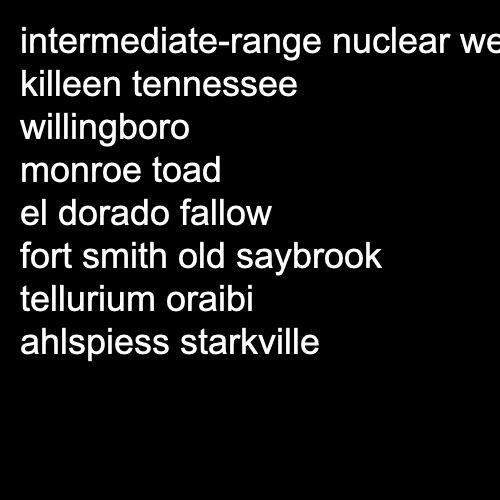 intermediate-range nuclear we
killeen tennessee
willingboro
monroe toad
el dorado fallow
fort smith old saybrook
tellurium oraibi
ahlspiess starkville